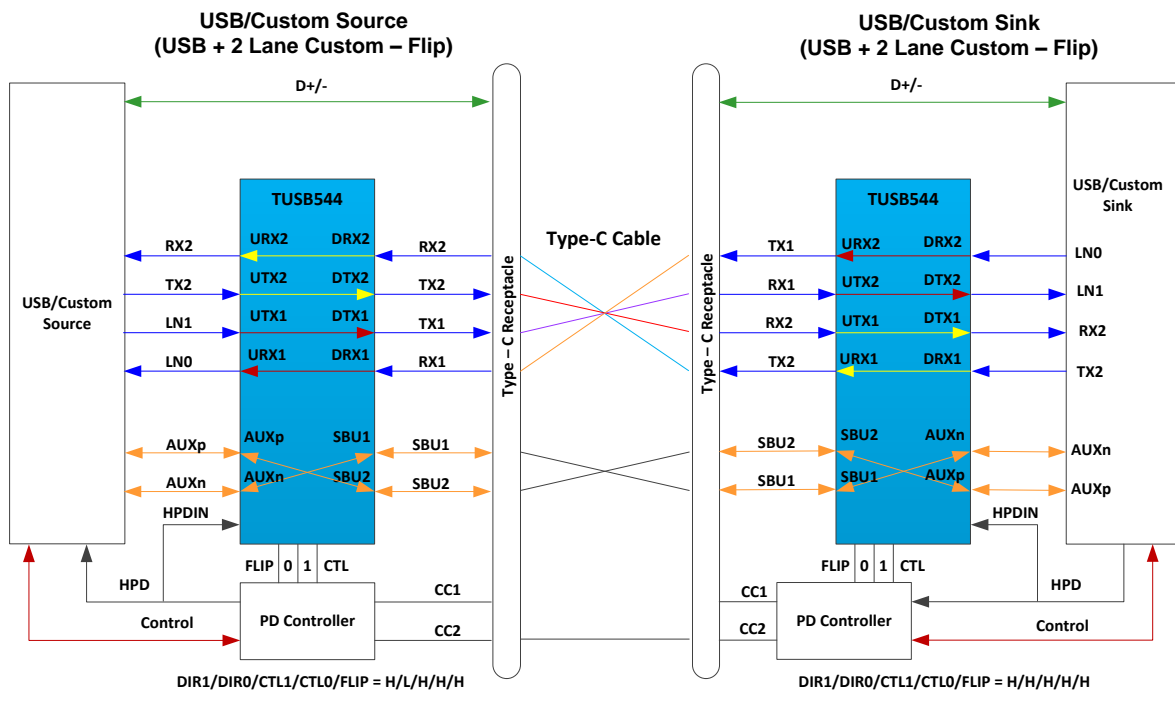 USB/Custom Source
(USB + 2 Lane Custom – Flip)
USB/Custom Sink
(USB + 2 Lane Custom – Flip)
D+/-
D+/-
TUSB544
TUSB544
USB/Custom
Source
USB/Custom
Sink
Type-C Cable
Type – C Receptacle
Type – C Receptacle
RX2
URX2
DRX2
RX2
TX1
URX2
DRX2
LN0
TX2
UTX2
DTX2
TX2
RX1
UTX2
DTX2
LN1
LN1
UTX1
DTX1
TX1
RX2
UTX1
DTX1
RX2
LN0
URX1
DRX1
RX1
TX2
URX1
DRX1
TX2
AUXp
AUXp
SBU1
SBU1
SBU2
SBU2
AUXn
AUXn
AUXn
AUXn
SBU2
SBU2
SBU1
SBU1
AUXp
AUXp
HPDIN
HPDIN
FLIP 0 1 CTL
FLIP 0 1 CTL
HPD
CC1
CC1
HPD
Control
PD Controller
CC2
CC2
PD Controller
Control
DIR1/DIR0/CTL1/CTL0/FLIP = H/L/H/H/H
DIR1/DIR0/CTL1/CTL0/FLIP = H/H/H/H/H